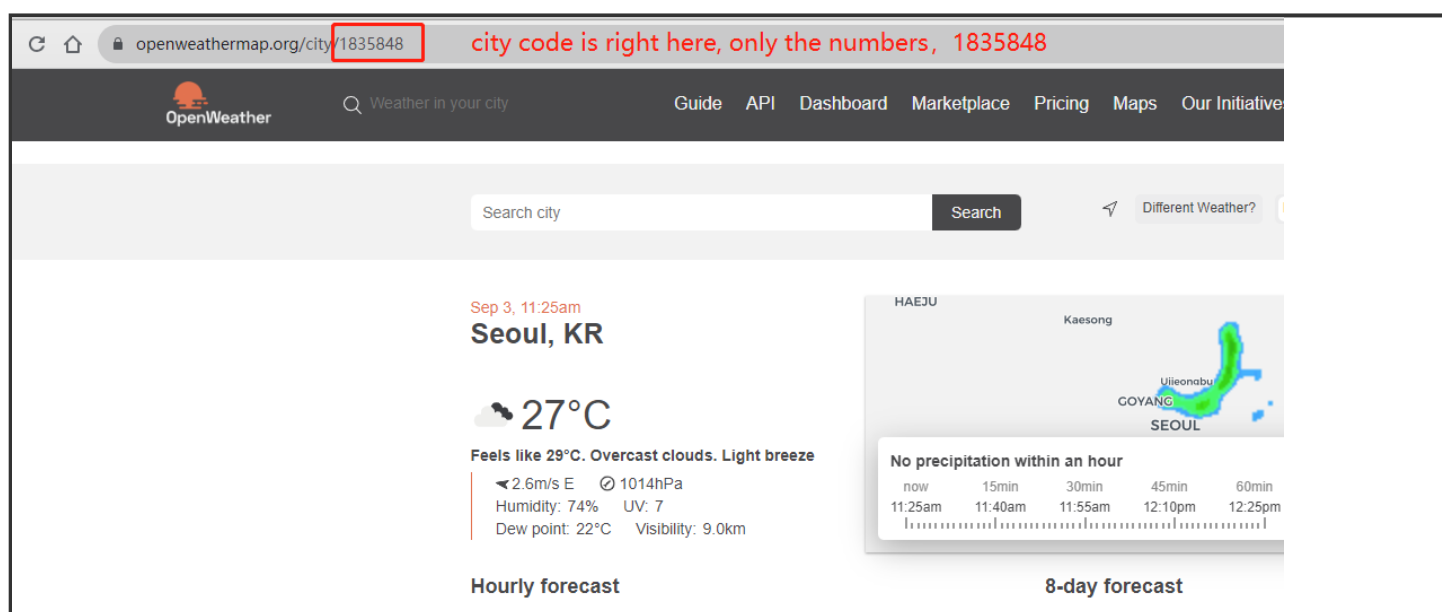 openweathermap.org/city/1835848
city code is right here, only the numbers，1835848
OpenWeather
Weather in your city
Guide API Dashboard Marketplace Pricing Maps Our Initiatives
Search city
Search
Different Weather?
Sep 3, 11:25am
Seoul, KR
27°C
Feels like 29°C. Overcast clouds. Light breeze
2.6m/s E 1014hPa
Humidity: 74% UV: 7
Dew point: 22°C Visibility: 9.0km
HAEJU
Kaesong
Uijeongbu
GOYANG
SEOUL
No precipitation within an hour
now 15min 30min 45min 60min
11:25am 11:40am 11:55am 12:10pm 12:25pm
Hourly forecast
8-day forecast